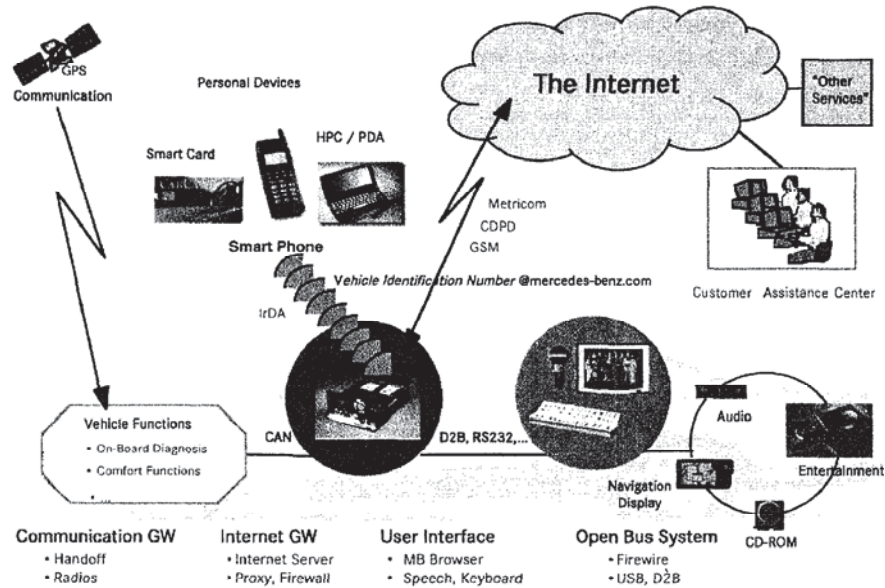 GPS
Communication
Personal Devices
Smart Card
HPC / PDA
Smart Phone
The Internet
"Other
Services"
Metricom
CDPD
GSM
Customer Assistance Center
Vehicle Identification Number @mercedes-benz.com
IrDA
Vehicle Functions
• On-Board Diagnosis
• Comfort Functions
• ...
CAN
D2B, RS232,...
Audio
Entertainment
Navigation
Display
CD-ROM
Communication GW
• Handoff
• Radios
Internet GW
• Internet Server
• Proxy, Firewall
User Interface
• MB Browser
• Speech, Keyboard
Open Bus System
• Firewire
• USB, D2B